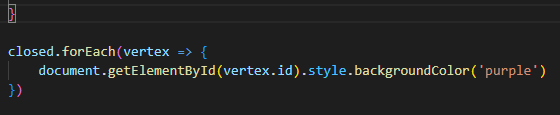 }
closed.forEach(vertex => {
    document.getElementById(vertex.id).style.backgroundColor('purple')
})